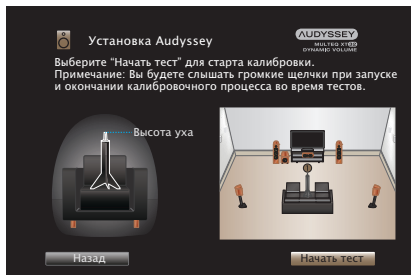 Установка Audyssey
AUDYSSEY
MULTEQ XT32
DYNAMIC VOLUME
Выберите “Начать тест” для старта калибровки.
Примечание: Вы будете слышать громкие щелчки при запуске
и окончании калибровочного процесса во время тестов.
Высота уха
Назад
Начать тест